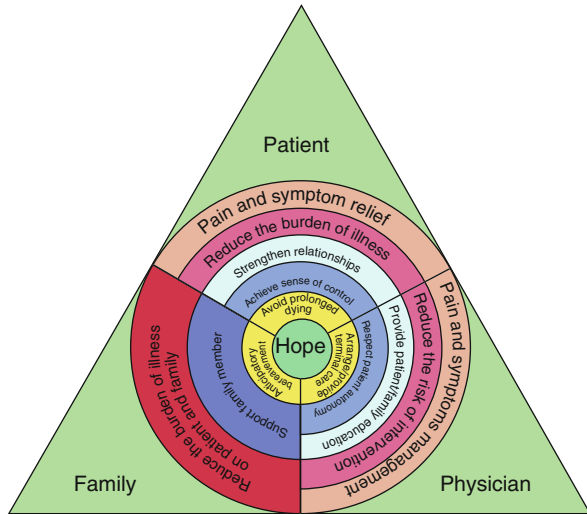 Patient
Pain and symptom relief
Reduce the burden of illness
Strengthen relationships
Achieve sense of control
Avoid prolonged
dying
Hope
Anticipatory
bereavement
Arrange/provide
terminal care
Respect patient autonomy
Provide patient/family education
Reduce the risk of intervention
Pain and symptoms management
Support family member
Reduce the burden of illness
on patient and family
Family
Physician